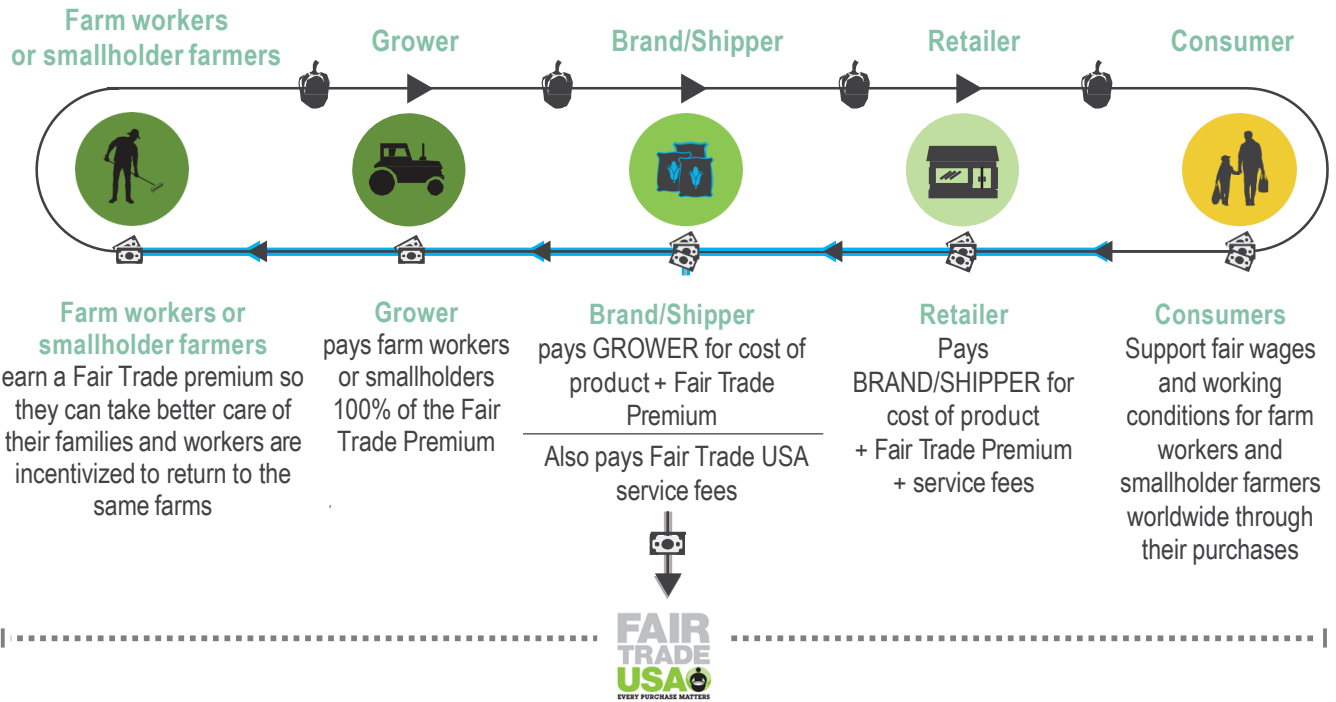 Farm workers
or smallholder farmers
Grower
Brand/Shipper
Retailer
Consumer
Farm workers or
smallholder farmers
earn a Fair Trade premium so
they can take better care of
their families and workers are
incentivized to return to the
same farms
Grower
pays farm workers
or smallholders
100% of the Fair
Trade Premium
Brand/Shipper
pays GROWER for cost of
product + Fair Trade
Premium
Also pays Fair Trade USA
service fees
Retailer
Pays
BRAND/SHIPPER for
cost of product
+ Fair Trade Premium
+ service fees
Consumers
Support fair wages
and working
conditions for farm
workers and
smallholder farmers
worldwide through
their purchases
FAIR
TRADE
USA
EVERY PURCHASE MATTERS